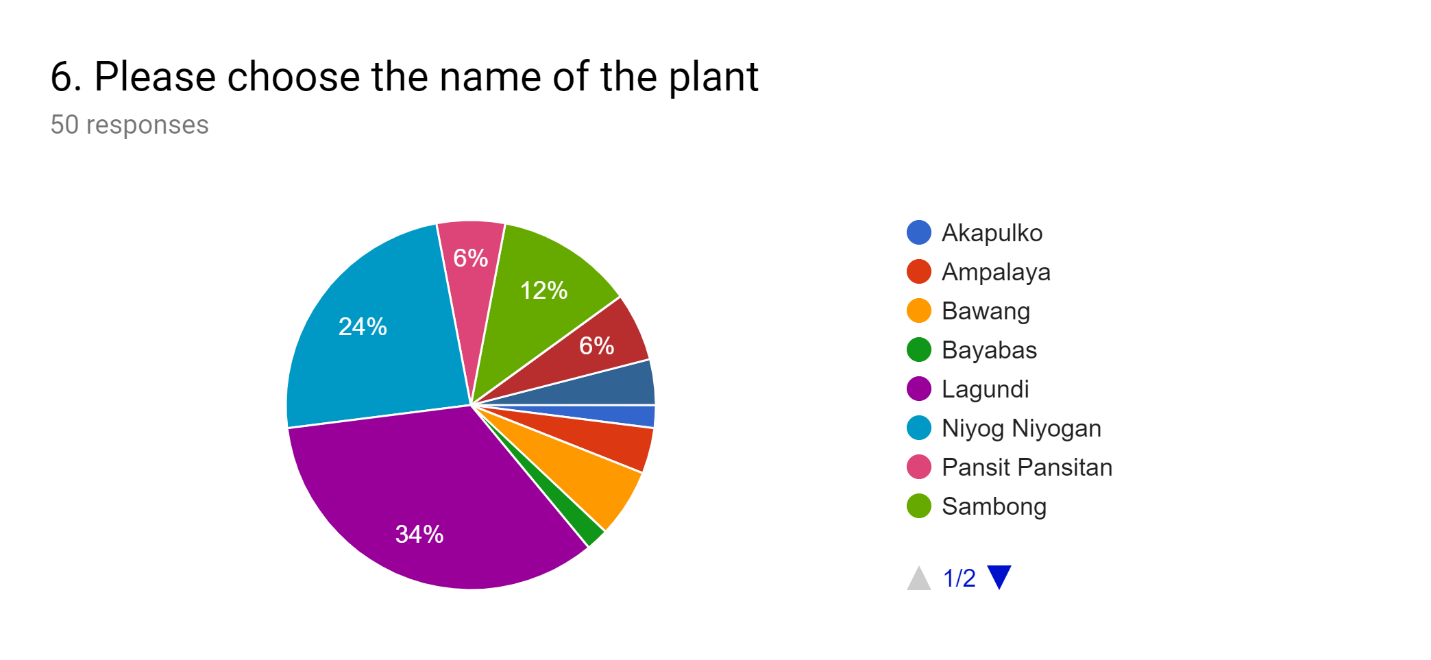 6. Please choose the name of the plant
50 responses
6%
12%
24%
6%
34%
Akapulko
Ampalaya
Bawang
Bayabas
Lagundi
Niyog Niyogan
Pansit Pansitan
Sambong
1/2